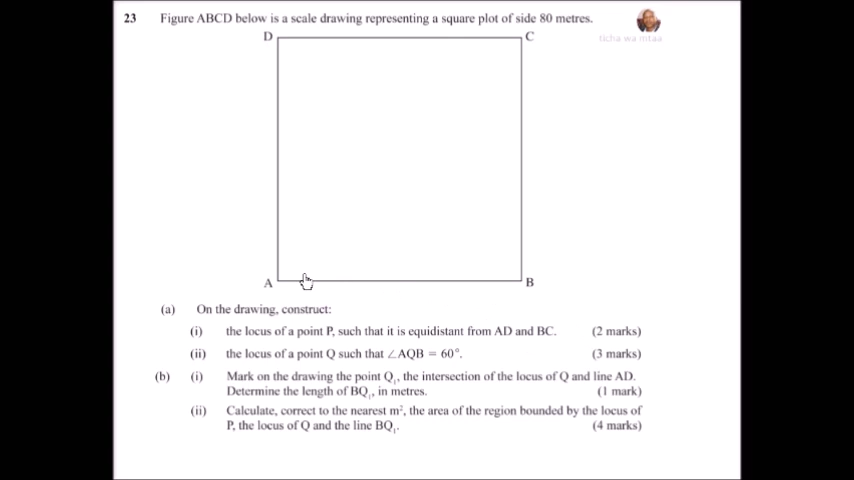 23 Figure ABCD below is a scale drawing representing a square plot of side 80 metres.
ticha wa mtaa
D C
A B
(a) On the drawing, construct:
(i) the locus of a point P, such that it is equidistant from AD and BC. (2 marks)
(ii) the locus of a point Q such that ∠AQB = 60°. (3 marks)
(b) (i) Mark on the drawing the point Q₁, the intersection of the locus of Q and line AD.
Determine the length of BQ₁, in metres. (1 mark)
(ii) Calculate, correct to the nearest m², the area of the region bounded by the locus of
P, the locus of Q and the line BQ₁. (4 marks)